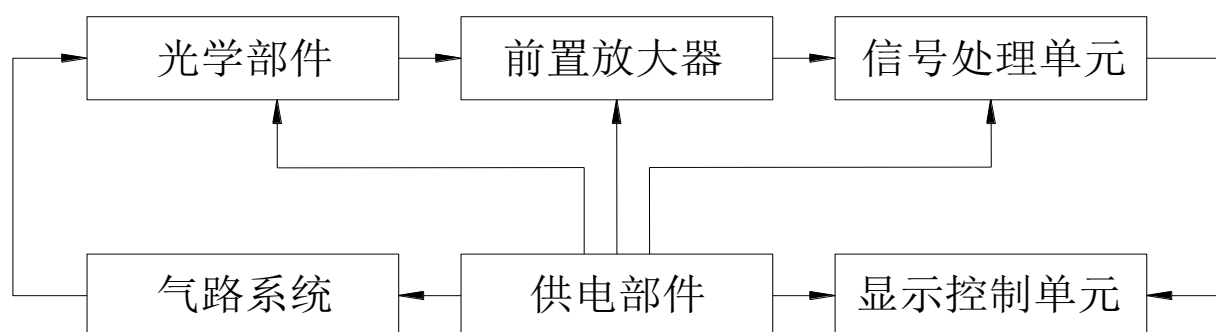 光学部件
前置放大器
信号处理单元
气路系统
供电部件
显示控制单元